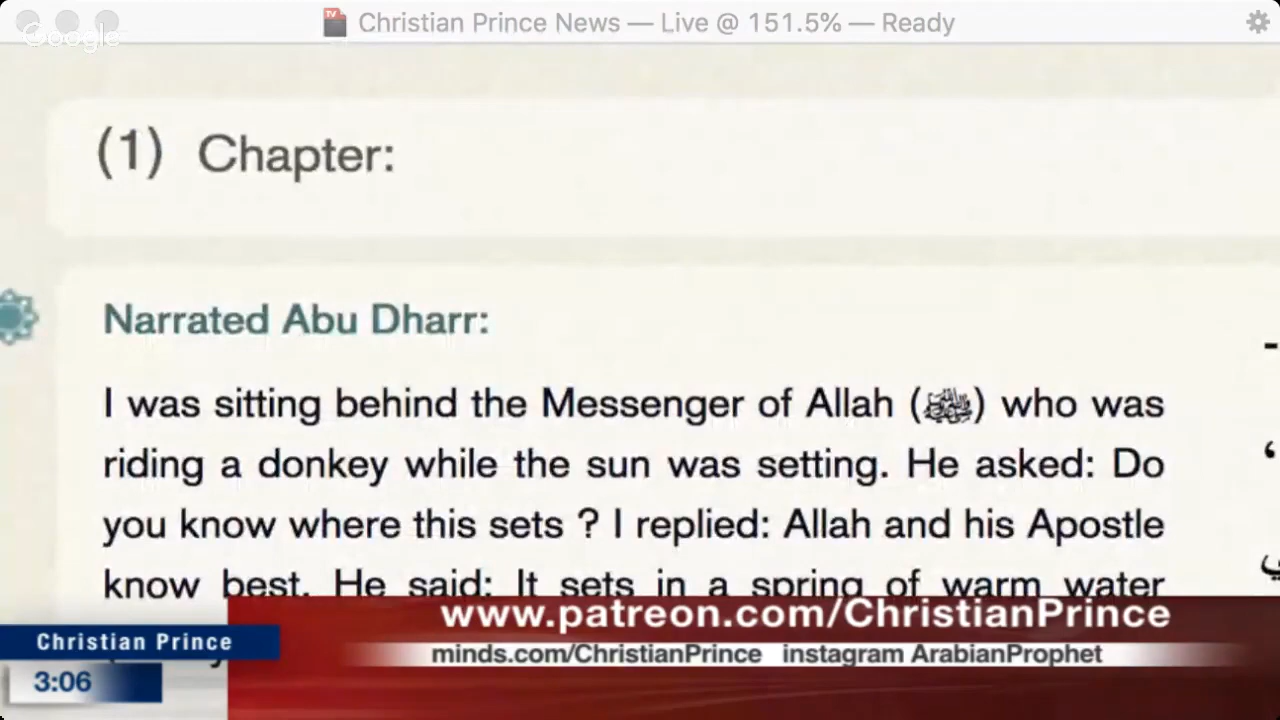 Christian Prince News — Live @ 151.5% — Ready
Google
(1) Chapter:
Narrated Abu Dharr:
I was sitting behind the Messenger of Allah (ﷺ) who was
riding a donkey while the sun was setting. He asked: Do
you know where this sets ? I replied: Allah and his Apostle
know best. He said: It sets in a spring of warm water
www.patreon.com/ChristianPrince
Christian Prince
minds.com/ChristianPrince instagram ArabianProphet
3:06